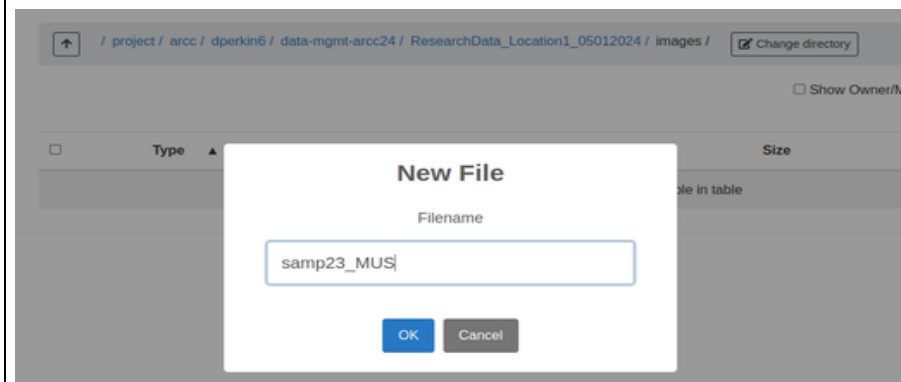 / project / arcc / dperkin6 / data-mgmt-arcc24 / ResearchData_Location1_05012024 / images / Change directory
Show Owner/M
Type Size
New File
ble in table
Filename
samp23_MUS
OK Cancel